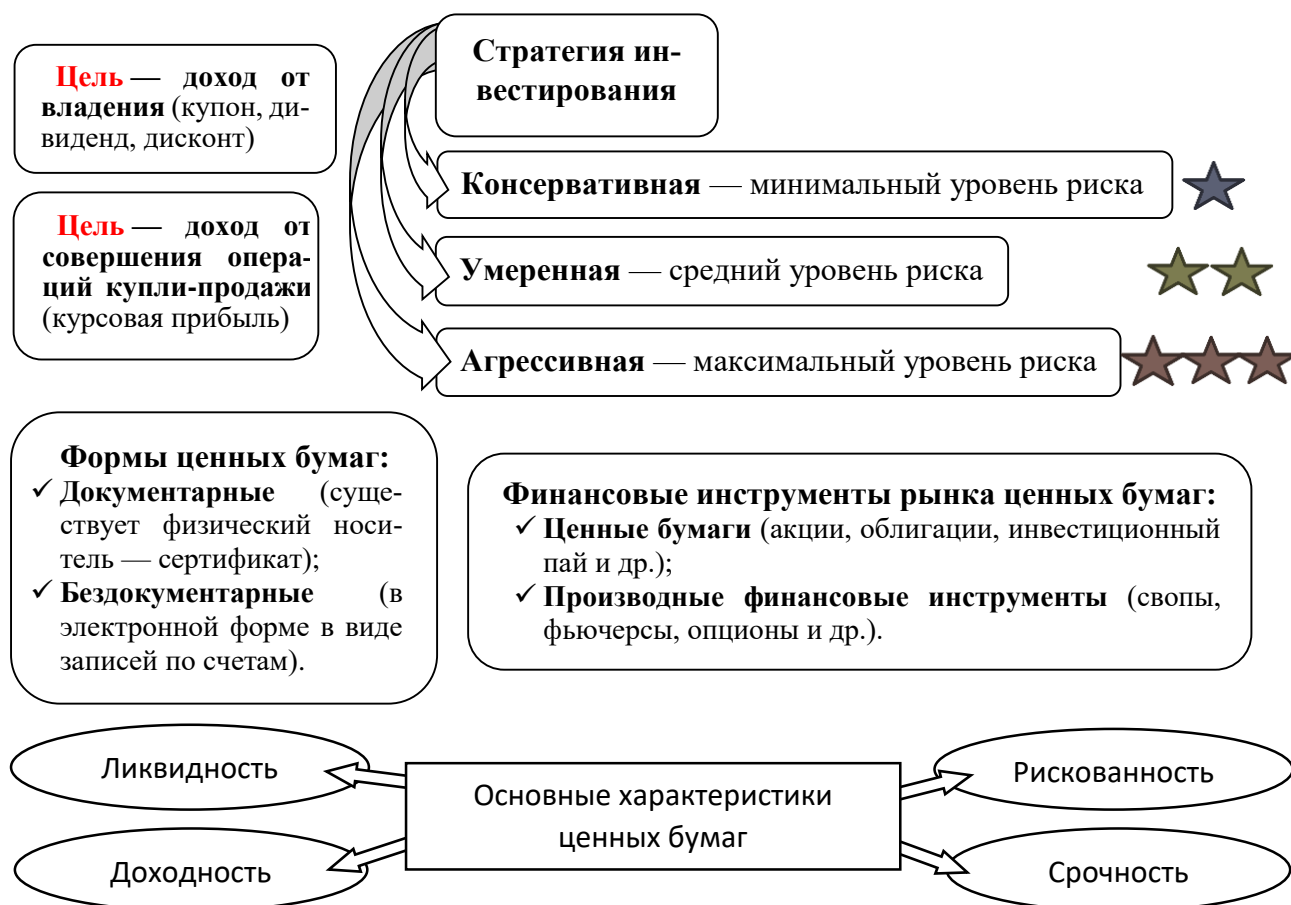 Цель — доход от
владения (купон, ди-
виденд, дисконт)
Цель — доход от
совершения опера-
ций купли-продажи
(курсовая прибыль)
Стратегия ин-
вестирования
Консервативная — минимальный уровень риска
Умеренная — средний уровень риска
Агрессивная — максимальный уровень риска
Формы ценных бумаг:
✓ Документарные (суще-
ствует физический носи-
тель — сертификат);
✓ Бездокументарные (в
электронной форме в виде
записей по счетам).
Финансовые инструменты рынка ценных бумаг:
✓ Ценные бумаги (акции, облигации, инвестиционный
пай и др.);
✓ Производные финансовые инструменты (свопы,
фьючерсы, опционы и др.).
Ликвидность
Доходность
Основные характеристики
ценных бумаг
Рискованность
Срочность